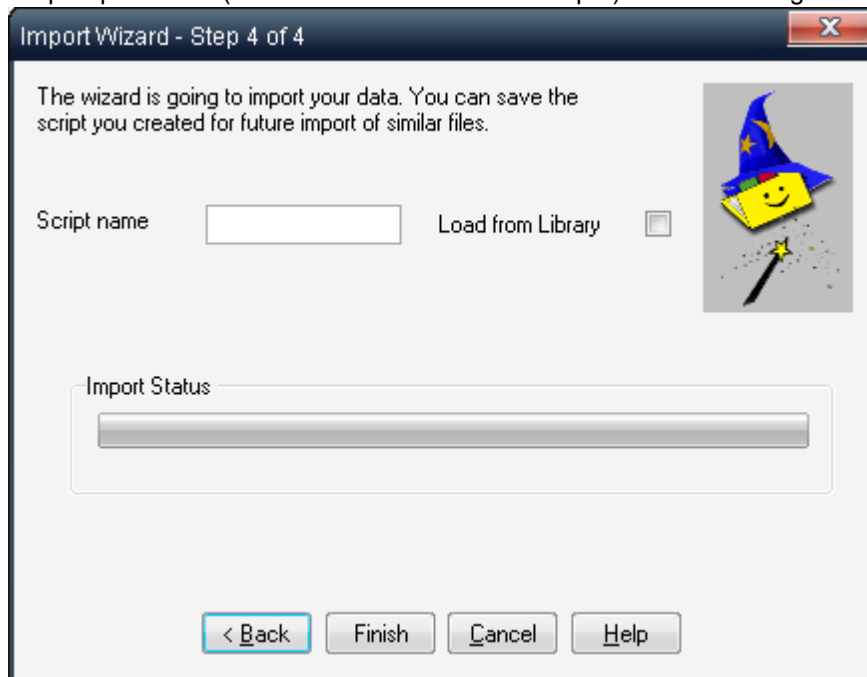 Import Wizard - Step 4 of 4
The wizard is going to import your data. You can save the
script you created for future import of similar files.
Script name
Load from Library
Import Status
< Back Finish Cancel Help